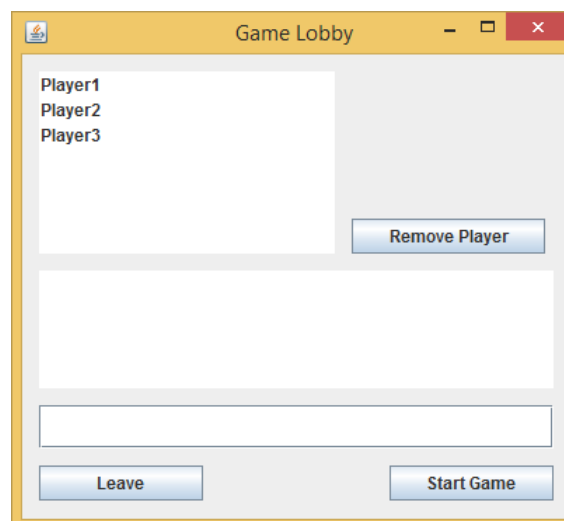 Game Lobby
Player1
Player2
Player3
Remove Player
Leave
Start Game